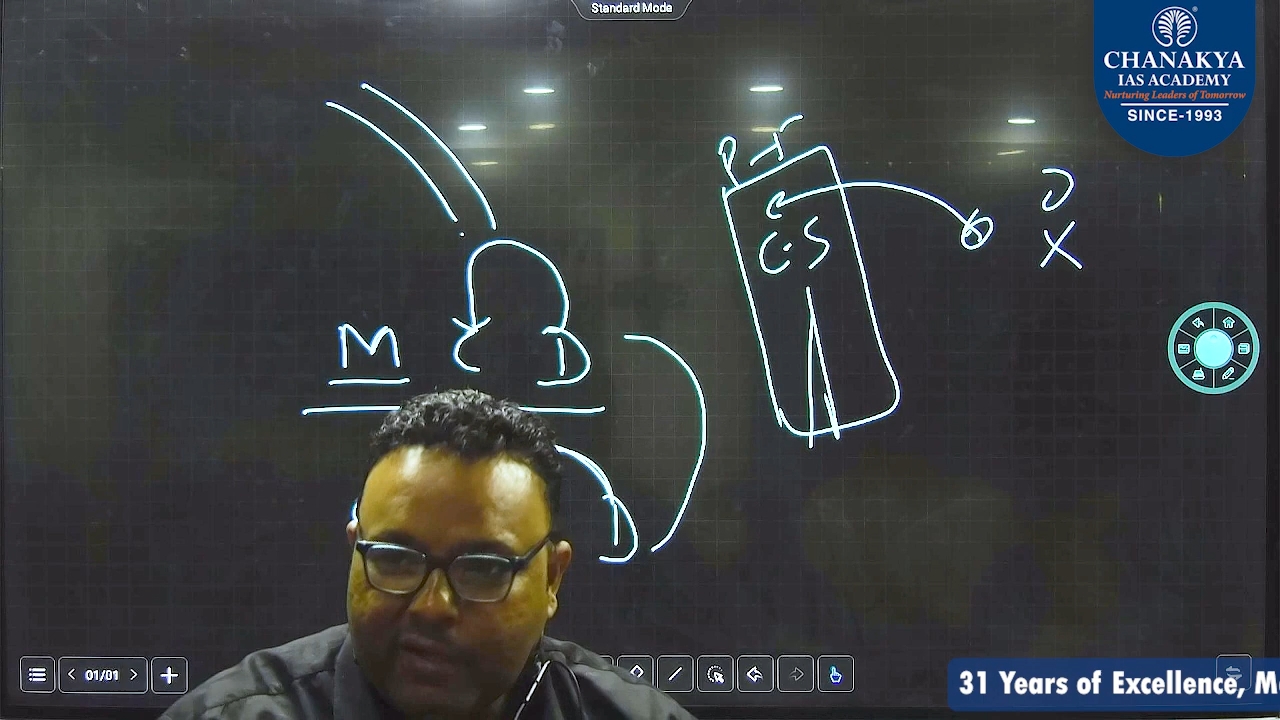 Standard Mode
CHANAKYA
IAS ACADEMY
Nurturing Leaders of Tomorrow
SINCE-1993
P I
C.S
X
M C D
D
01/01
31 Years of Excellence, M